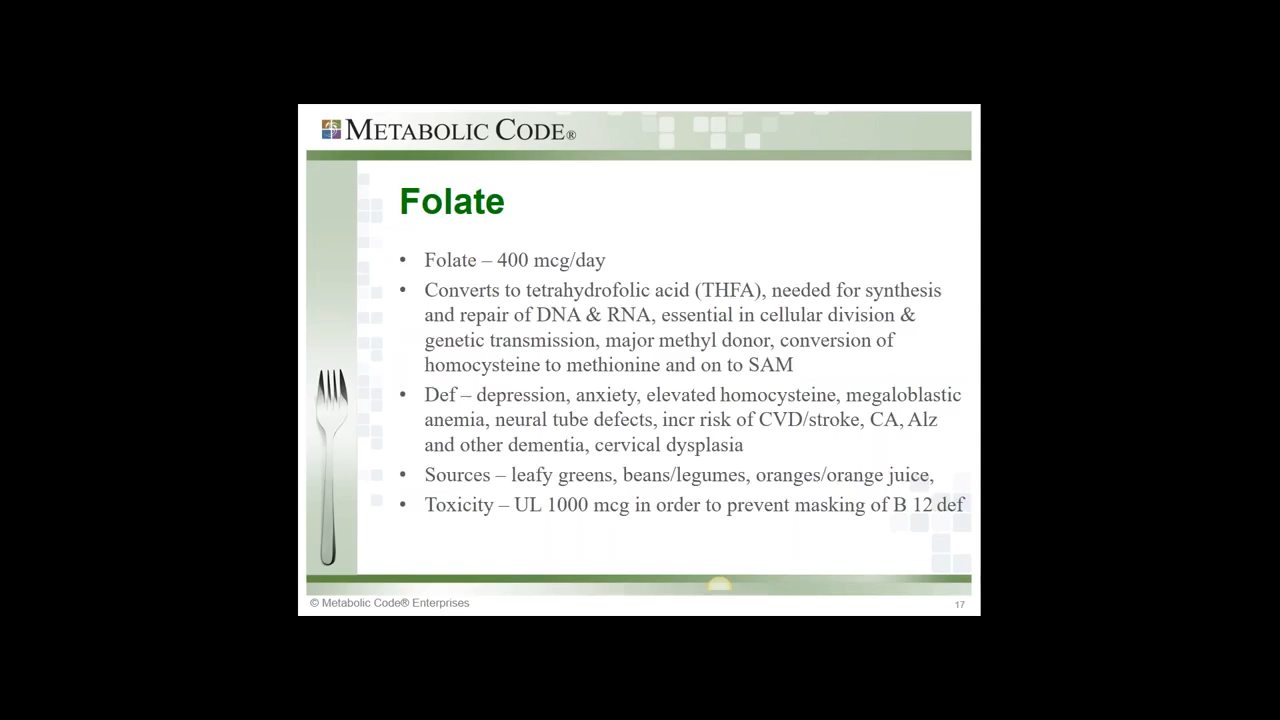 METABOLIC CODE®
Folate
• Folate – 400 mcg/day
• Converts to tetrahydrofolic acid (THFA), needed for synthesis
and repair of DNA & RNA, essential in cellular division &
genetic transmission, major methyl donor, conversion of
homocysteine to methionine and on to SAM
• Def – depression, anxiety, elevated homocysteine, megaloblastic
anemia, neural tube defects, incr risk of CVD/stroke, CA, Alz
and other dementia, cervical dysplasia
• Sources – leafy greens, beans/legumes, oranges/orange juice,
• Toxicity – UL 1000 mcg in order to prevent masking of B 12 def
© Metabolic Code® Enterprises
17